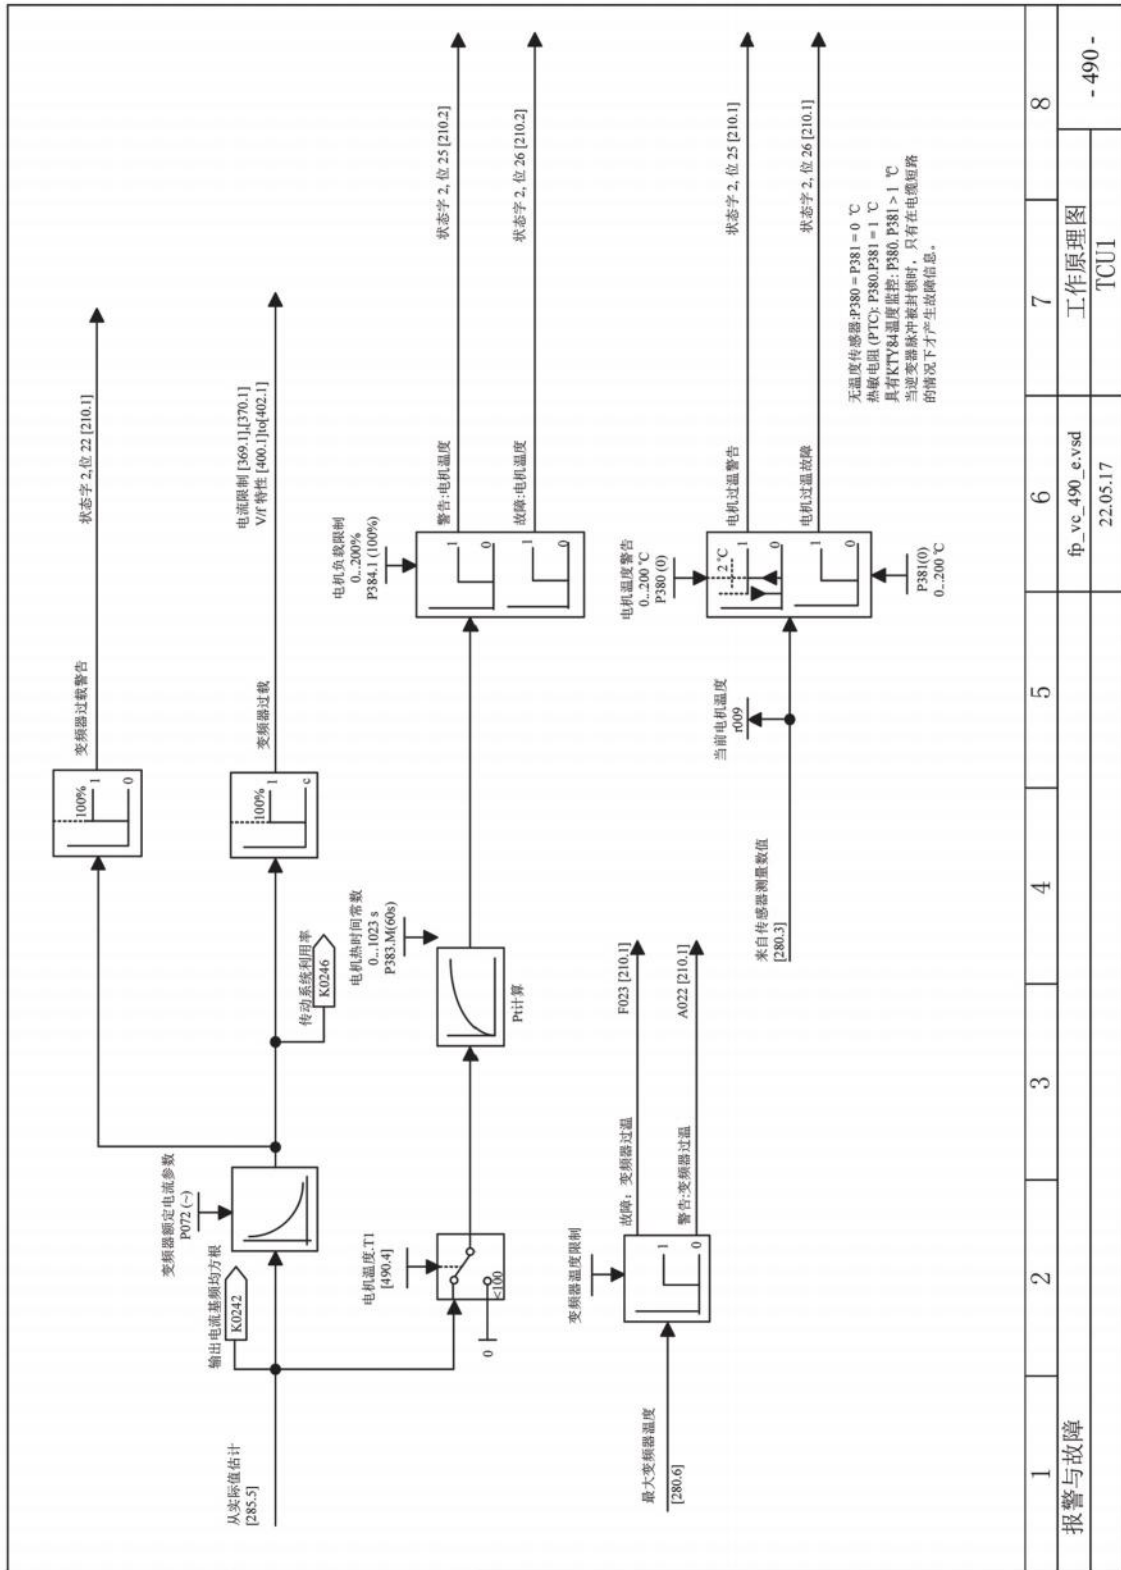 从实际值估计
[285.5]
输出电流基频均方根
K0242
变频器额定电流参数
P072 (~)
传动系统利用率
K0246
100%
1
0
变频器过载警告
状态字 2,位 22 [210.1]
100%
1
c
变频器过载
电流限制 [369.1],[370.1]
V/f 特性 [400.1]to[402.1]
电机温度.T1
[490.4]
0
<100
电机热时间常数
0...1023 s
P383.M(60s)
Pt计算
电机负载限制
0...200%
P384.1 (100%)
1
0
1
0
警告:电机温度
状态字 2, 位 25 [210.2]
故障:电机温度
状态字 2, 位 26 [210.2]
最大变频器温度
[280.6]
变频器温度限制
1
0
故障: 变频器过温
F023 [210.1]
警告:变频器过温
A022 [210.1]
来自传感器测量数值
[280.3]
当前电机温度
r009
电机温度警告
0...200 ℃
P380 (0)
2 ℃
1
0
1
0
P381(0)
0...200 ℃
电机过温警告
状态字 2, 位 25 [210.1]
电机过温故障
状态字 2, 位 26 [210.1]
无温度传感器:P380 = P381 = 0 ℃
热敏电阻 (PTC): P380.P381 = 1 ℃
具有KTY84温度监控: P380. P381 > 1 ℃
当逆变器脉冲被封锁时，只有在电缆短路
的情况下才产生故障信息。
1 2 3 4 5 6 7 8
报警与故障
fp_vc_490_e.vsd
22.05.17
工作原理图
TCU1
- 490 -